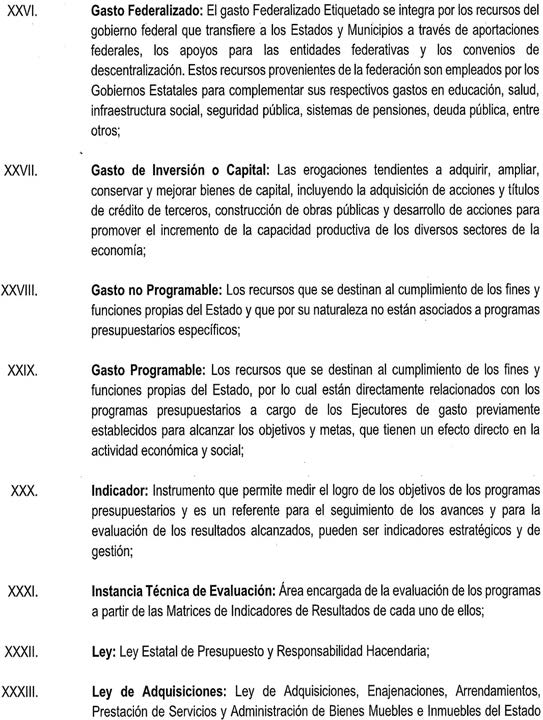 XXVI. Gasto Federalizado: El gasto Federalizado Etiquetado se integra por los recursos del
gobierno federal que transfiere a los Estados y Municipios a través de aportaciones
federales, los apoyos para las entidades federativas y los convenios de
descentralización. Estos recursos provenientes de la federación son empleados por los
Gobiernos Estatales para complementar sus respectivos gastos en educación, salud,
infraestructura social, seguridad pública, sistemas de pensiones, deuda pública, entre
otros;
XXVII. Gasto de Inversión o Capital: Las erogaciones tendientes a adquirir, ampliar,
conservar y mejorar bienes de capital, incluyendo la adquisición de acciones y títulos
de crédito de terceros, construcción de obras públicas y desarrollo de acciones para
promover el incremento de la capacidad productiva de los diversos sectores de la
economía;
XXVIII. Gasto no Programable: Los recursos que se destinan al cumplimiento de los fines y
funciones propias del Estado y que por su naturaleza no están asociados a programas
presupuestarios específicos;
XXIX. Gasto Programable: Los recursos que se destinan al cumplimiento de los fines y
funciones propias del Estado, por lo cual están directamente relacionados con los
programas presupuestarios a cargo de los Ejecutores de gasto previamente
establecidos para alcanzar los objetivos y metas, que tienen un efecto directo en la
actividad económica y social;
XXX. Indicador: Instrumento que permite medir el logro de los objetivos de los programas
presupuestarios y es un referente para el seguimiento de los avances y para la
evaluación de los resultados alcanzados, pueden ser indicadores estratégicos y de
gestión;
XXXI. Instancia Técnica de Evaluación: Área encargada de la evaluación de los programas
a partir de las Matrices de Indicadores de Resultados de cada uno de ellos;
XXXII. Ley: Ley Estatal de Presupuesto y Responsabilidad Hacendaria;
XXXIII. Ley de Adquisiciones: Ley de Adquisiciones, Enajenaciones, Arrendamientos,
Prestación de Servicios y Administración de Bienes Muebles e Inmuebles del Estado